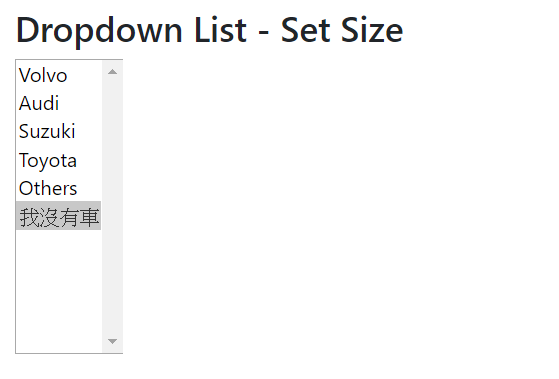 Dropdown List - Set Size
Volvo
Audi
Suzuki
Toyota
Others
我沒有車